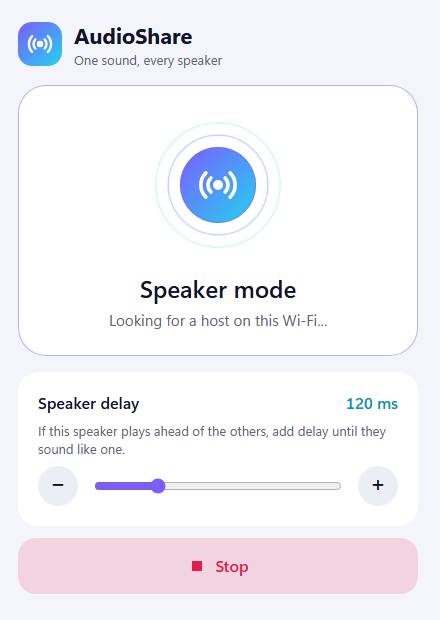 AudioShare
One sound, every speaker
Speaker mode
Looking for a host on this Wi-Fi...
Speaker delay
120 ms
If this speaker plays ahead of the others, add delay until they
sound like one.
−
+
Stop